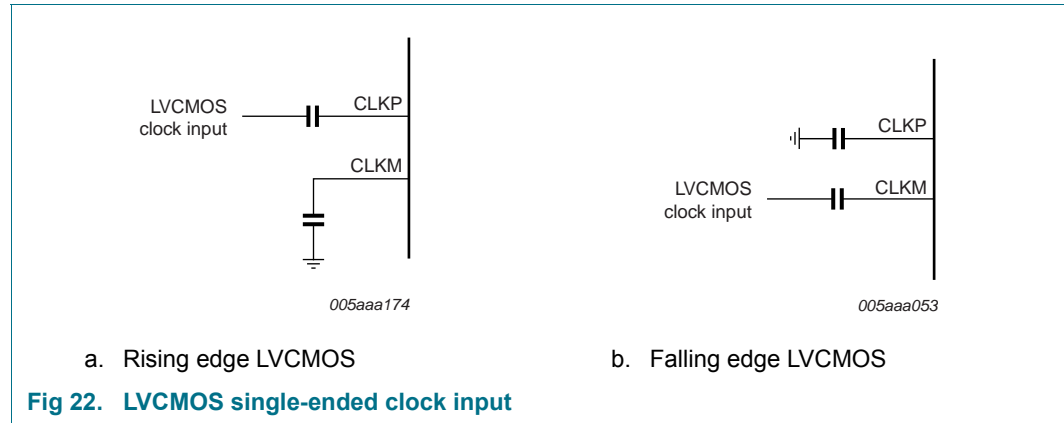 LVCMOS
clock input
CLKP
CLKM
005aaa174
a. Rising edge LVCMOS
CLKP
LVCMOS
clock input
CLKM
005aaa053
b. Falling edge LVCMOS
Fig 22. LVCMOS single-ended clock input